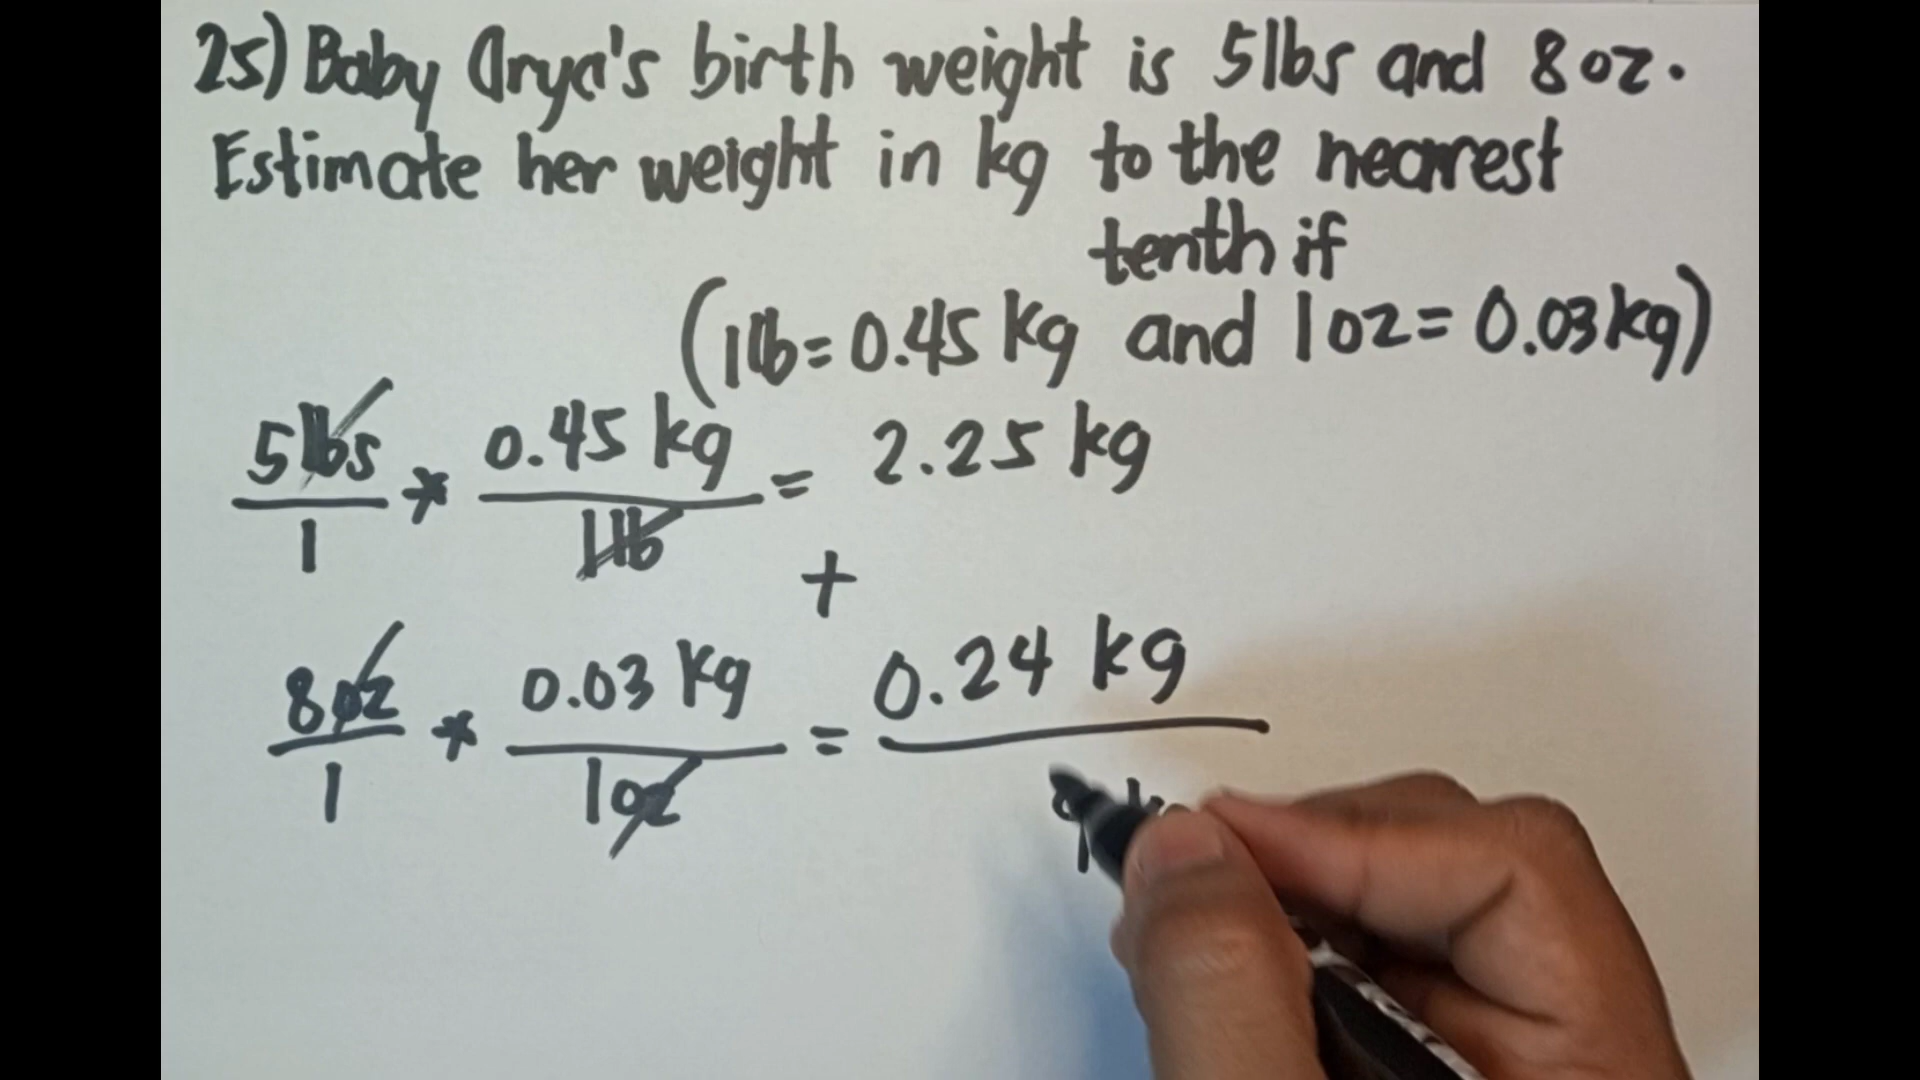 25) Baby Arya's birth weight is 5lbs and 8oz.
Estimate her weight in kg to the nearest
tenth if
(1lb=0.45 kg and 1oz=0.03kg)
5lbs/1 * 0.45 kg/1lb = 2.25 kg
+
8oz/1 * 0.03 kg/1oz = 0.24 kg